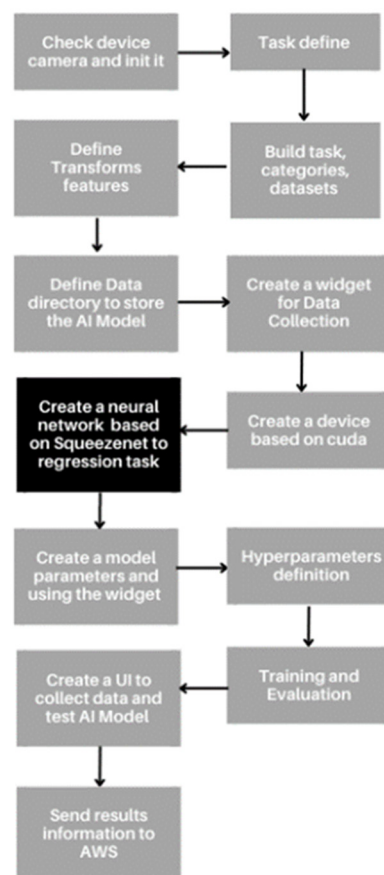 Check device
camera and init it
Task define
Build task,
categories,
datasets
Define
Transforms
features
Define Data
directory to store
the AI Model
Create a widget
for Data
Collection
Create a device
based on cuda
Create a neural
network based
on Squeezenet to
regression task
Create a model
parameters and
using the widget
Hyperparameters
definition
Training and
Evaluation
Create a UI to
collect data and
test AI Model
Send results
information to
AWS